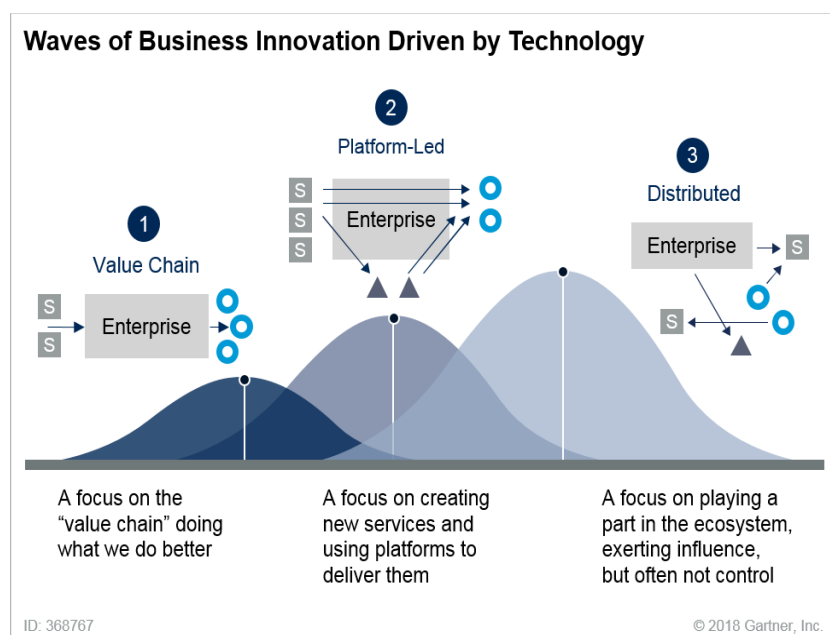 Waves of Business Innovation Driven by Technology
1
Value Chain
S
S
Enterprise
A focus on the
“value chain” doing
what we do better
2
Platform-Led
S
S
S
Enterprise
A focus on creating
new services and
using platforms to
deliver them
3
Distributed
Enterprise
S
S
A focus on playing a
part in the ecosystem,
exerting influence,
but often not control
ID: 368767
© 2018 Gartner, Inc.